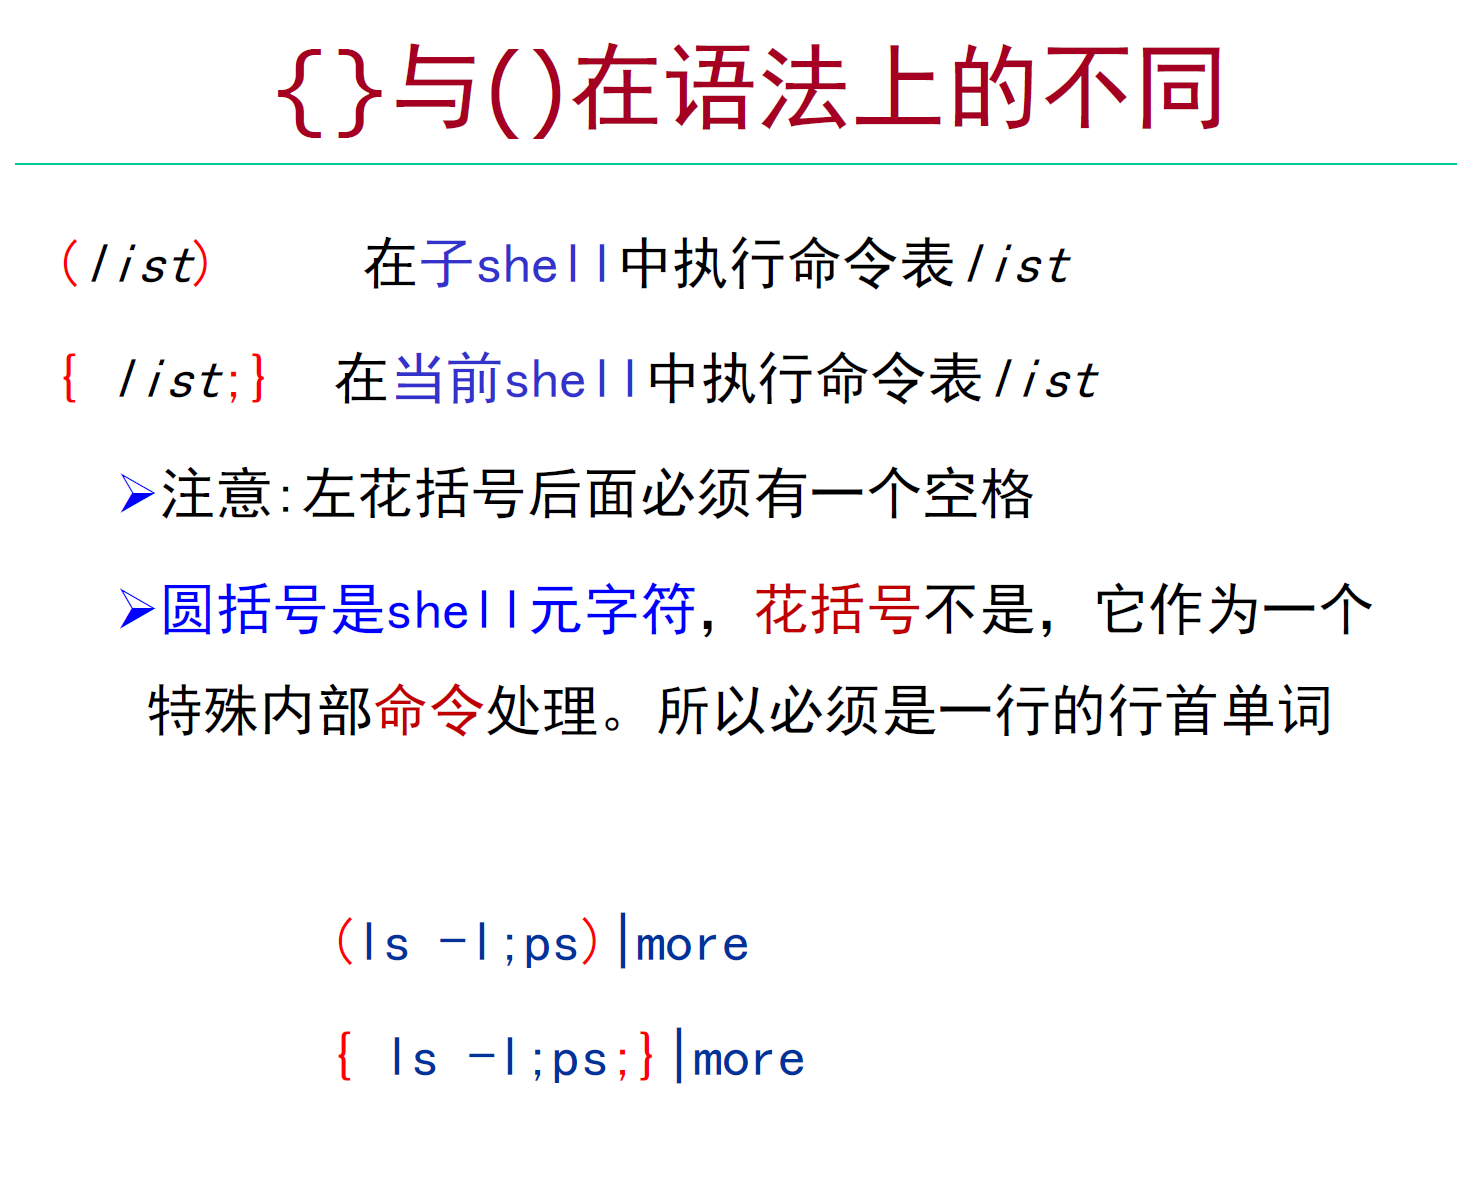 {}与()在语法上的不同
(list) 在子shell中执行命令表list
{ list;} 在当前shell中执行命令表list
➢注意:左花括号后面必须有一个空格
➢圆括号是shell元字符，花括号不是，它作为一个
特殊内部命令处理。所以必须是一行的行首单词
(ls -l;ps)|more
{ ls -l;ps;}|more